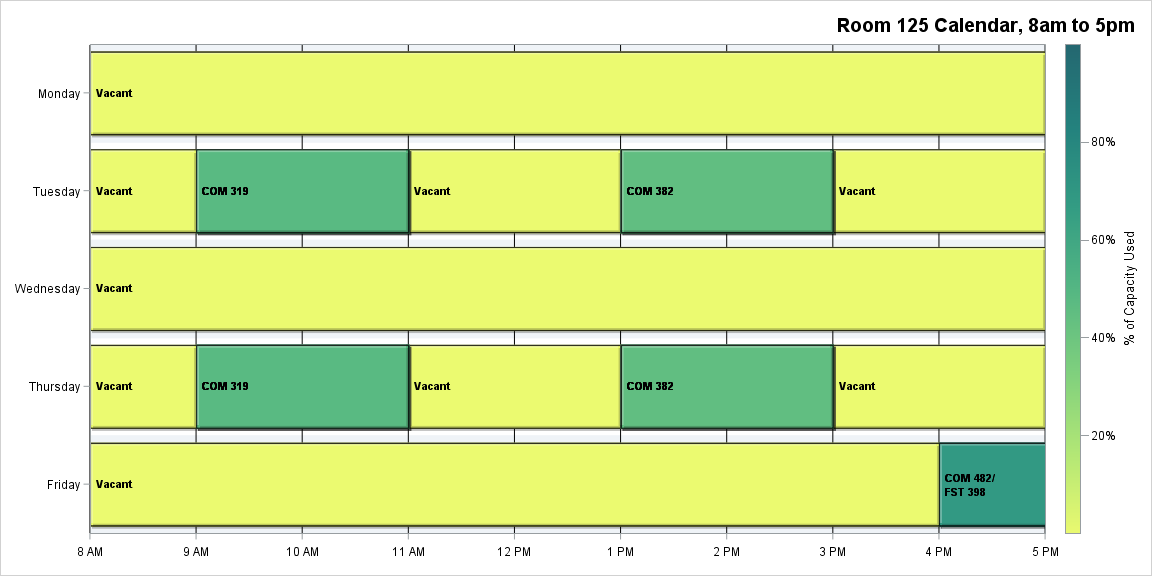 Room 125 Calendar, 8am to 5pm
Monday
Vacant
Tuesday
Vacant
COM 319
Vacant
COM 382
Vacant
Wednesday
Vacant
Thursday
Vacant
COM 319
Vacant
COM 382
Vacant
Friday
Vacant
COM 482/
FST 398
8 AM
9 AM
10 AM
11 AM
12 PM
1 PM
2 PM
3 PM
4 PM
5 PM
80%
60%
40%
20%
% of Capacity Used